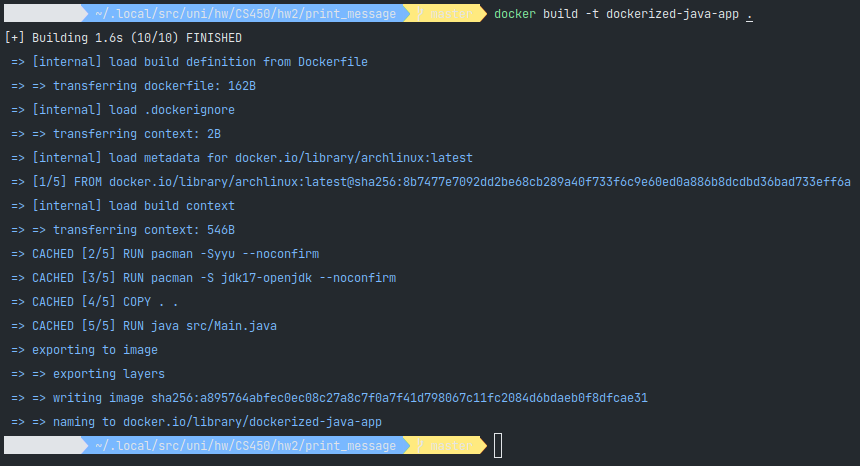 ~/.local/src/uni/hw/CS450/hw2/print_message master docker build -t dockerized-java-app .
[+] Building 1.6s (10/10) FINISHED
=> [internal] load build definition from Dockerfile
=> => transferring dockerfile: 162B
=> [internal] load .dockerignore
=> => transferring context: 2B
=> [internal] load metadata for docker.io/library/archlinux:latest
=> [1/5] FROM docker.io/library/archlinux:latest@sha256:8b7477e7092dd2be68cb289a40f733f6c9e60ed0a886b8dcdbd36bad733eff6a
=> [internal] load build context
=> => transferring context: 546B
=> CACHED [2/5] RUN pacman -Syyu --noconfirm
=> CACHED [3/5] RUN pacman -S jdk17-openjdk --noconfirm
=> CACHED [4/5] COPY . .
=> CACHED [5/5] RUN java src/Main.java
=> exporting to image
=> => exporting layers
=> => writing image sha256:a895764abfec0ec08c27a8c7f0a7f41d798067c11fc2084d6bdaeb0f8dfcae31
=> => naming to docker.io/library/dockerized-java-app
~/.local/src/uni/hw/CS450/hw2/print_message master